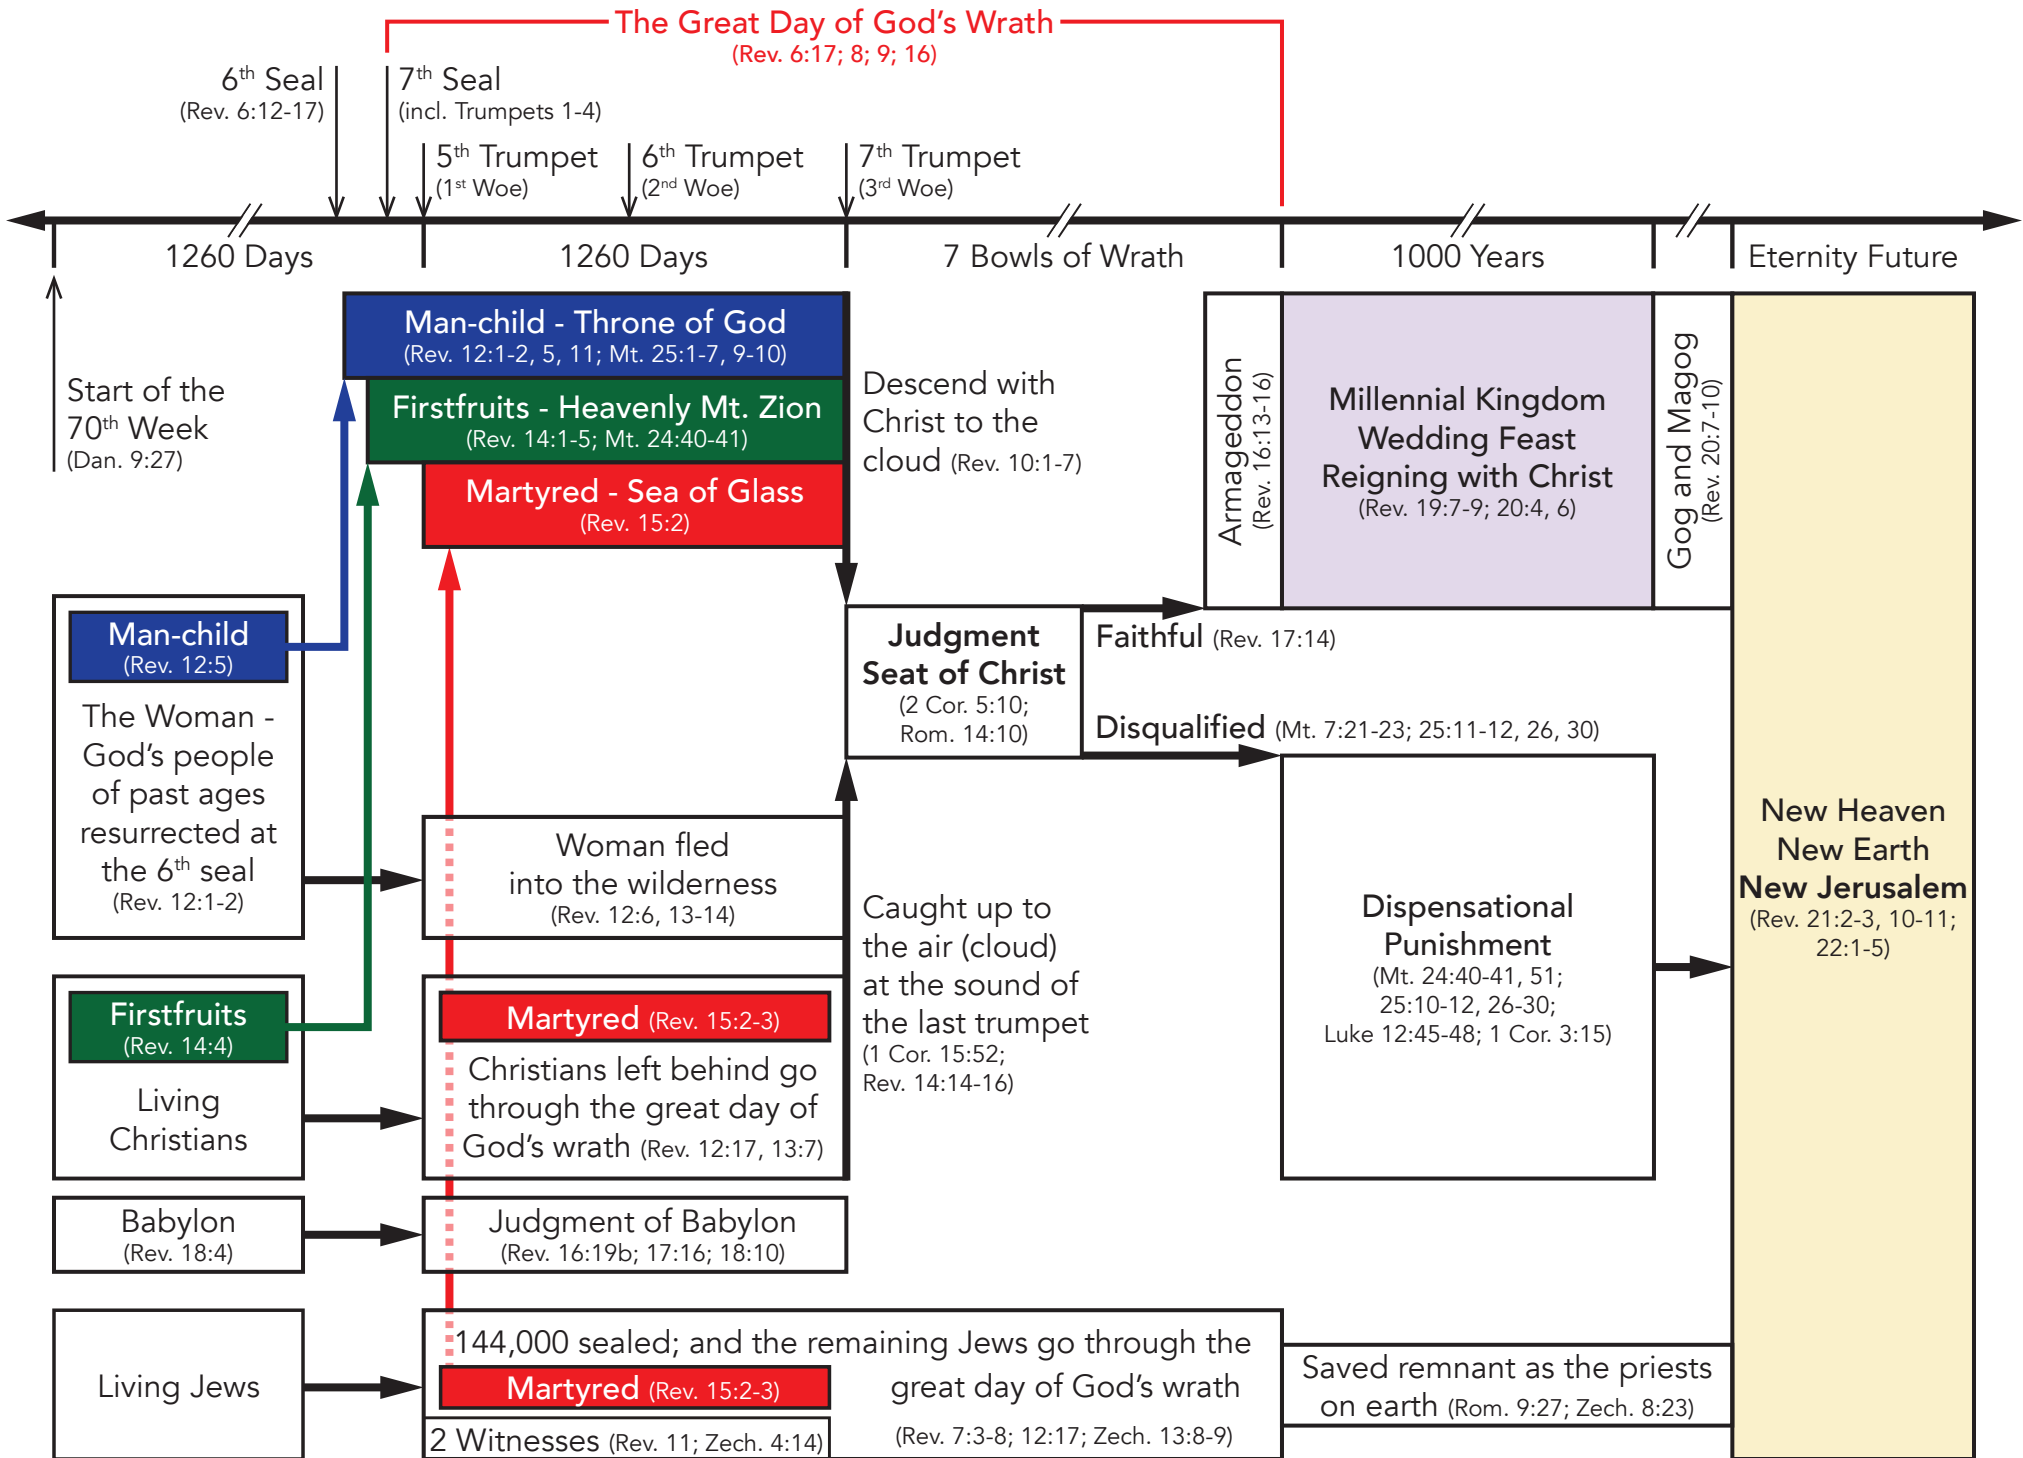 The Great Day of God's Wrath
(Rev. 6:17; 8; 9; 16)
6th Seal
(Rev. 6:12-17)
7th Seal
(incl. Trumpets 1-4)
5th Trumpet
(1st Woe)
6th Trumpet
(2nd Woe)
7th Trumpet
(3rd Woe)
1260 Days
1260 Days
7 Bowls of Wrath
1000 Years
Eternity Future
Start of the
70th Week
(Dan. 9:27)
Man-child - Throne of God
(Rev. 12:1-2, 5, 11; Mt. 25:1-7, 9-10)
Firstfruits - Heavenly Mt. Zion
(Rev. 14:1-5; Mt. 24:40-41)
Martyred - Sea of Glass
(Rev. 15:2)
Descend with
Christ to the
cloud (Rev. 10:1-7)
Armageddon
(Rev. 16:13-16)
Millennial Kingdom
Wedding Feast
Reigning with Christ
(Rev. 19:7-9; 20:4, 6)
Gog and Magog
(Rev. 20:7-10)
Man-child
(Rev. 12:5)
The Woman -
God's people
of past ages
resurrected at
the 6th seal
(Rev. 12:1-2)
Judgment
Seat of Christ
(2 Cor. 5:10;
Rom. 14:10)
Faithful (Rev. 17:14)
Disqualified (Mt. 7:21-23; 25:11-12, 26, 30)
Woman fled
into the wilderness
(Rev. 12:6, 13-14)
Caught up to
the air (cloud)
at the sound of
the last trumpet
(1 Cor. 15:52;
Rev. 14:14-16)
Dispensational
Punishment
(Mt. 24:40-41, 51;
25:10-12, 26-30;
Luke 12:45-48; 1 Cor. 3:15)
New Heaven
New Earth
New Jerusalem
(Rev. 21:2-3, 10-11;
22:1-5)
Firstfruits
(Rev. 14:4)
Living
Christians
Martyred (Rev. 15:2-3)
Christians left behind go
through the great day of
God's wrath (Rev. 12:17, 13:7)
Babylon
(Rev. 18:4)
Judgment of Babylon
(Rev. 16:19b; 17:16; 18:10)
Living Jews
144,000 sealed; and the remaining Jews go through the
great day of God's wrath
(Rev. 7:3-8; 12:17; Zech. 13:8-9)
Martyred (Rev. 15:2-3)
2 Witnesses (Rev. 11; Zech. 4:14)
Saved remnant as the priests
on earth (Rom. 9:27; Zech. 8:23)